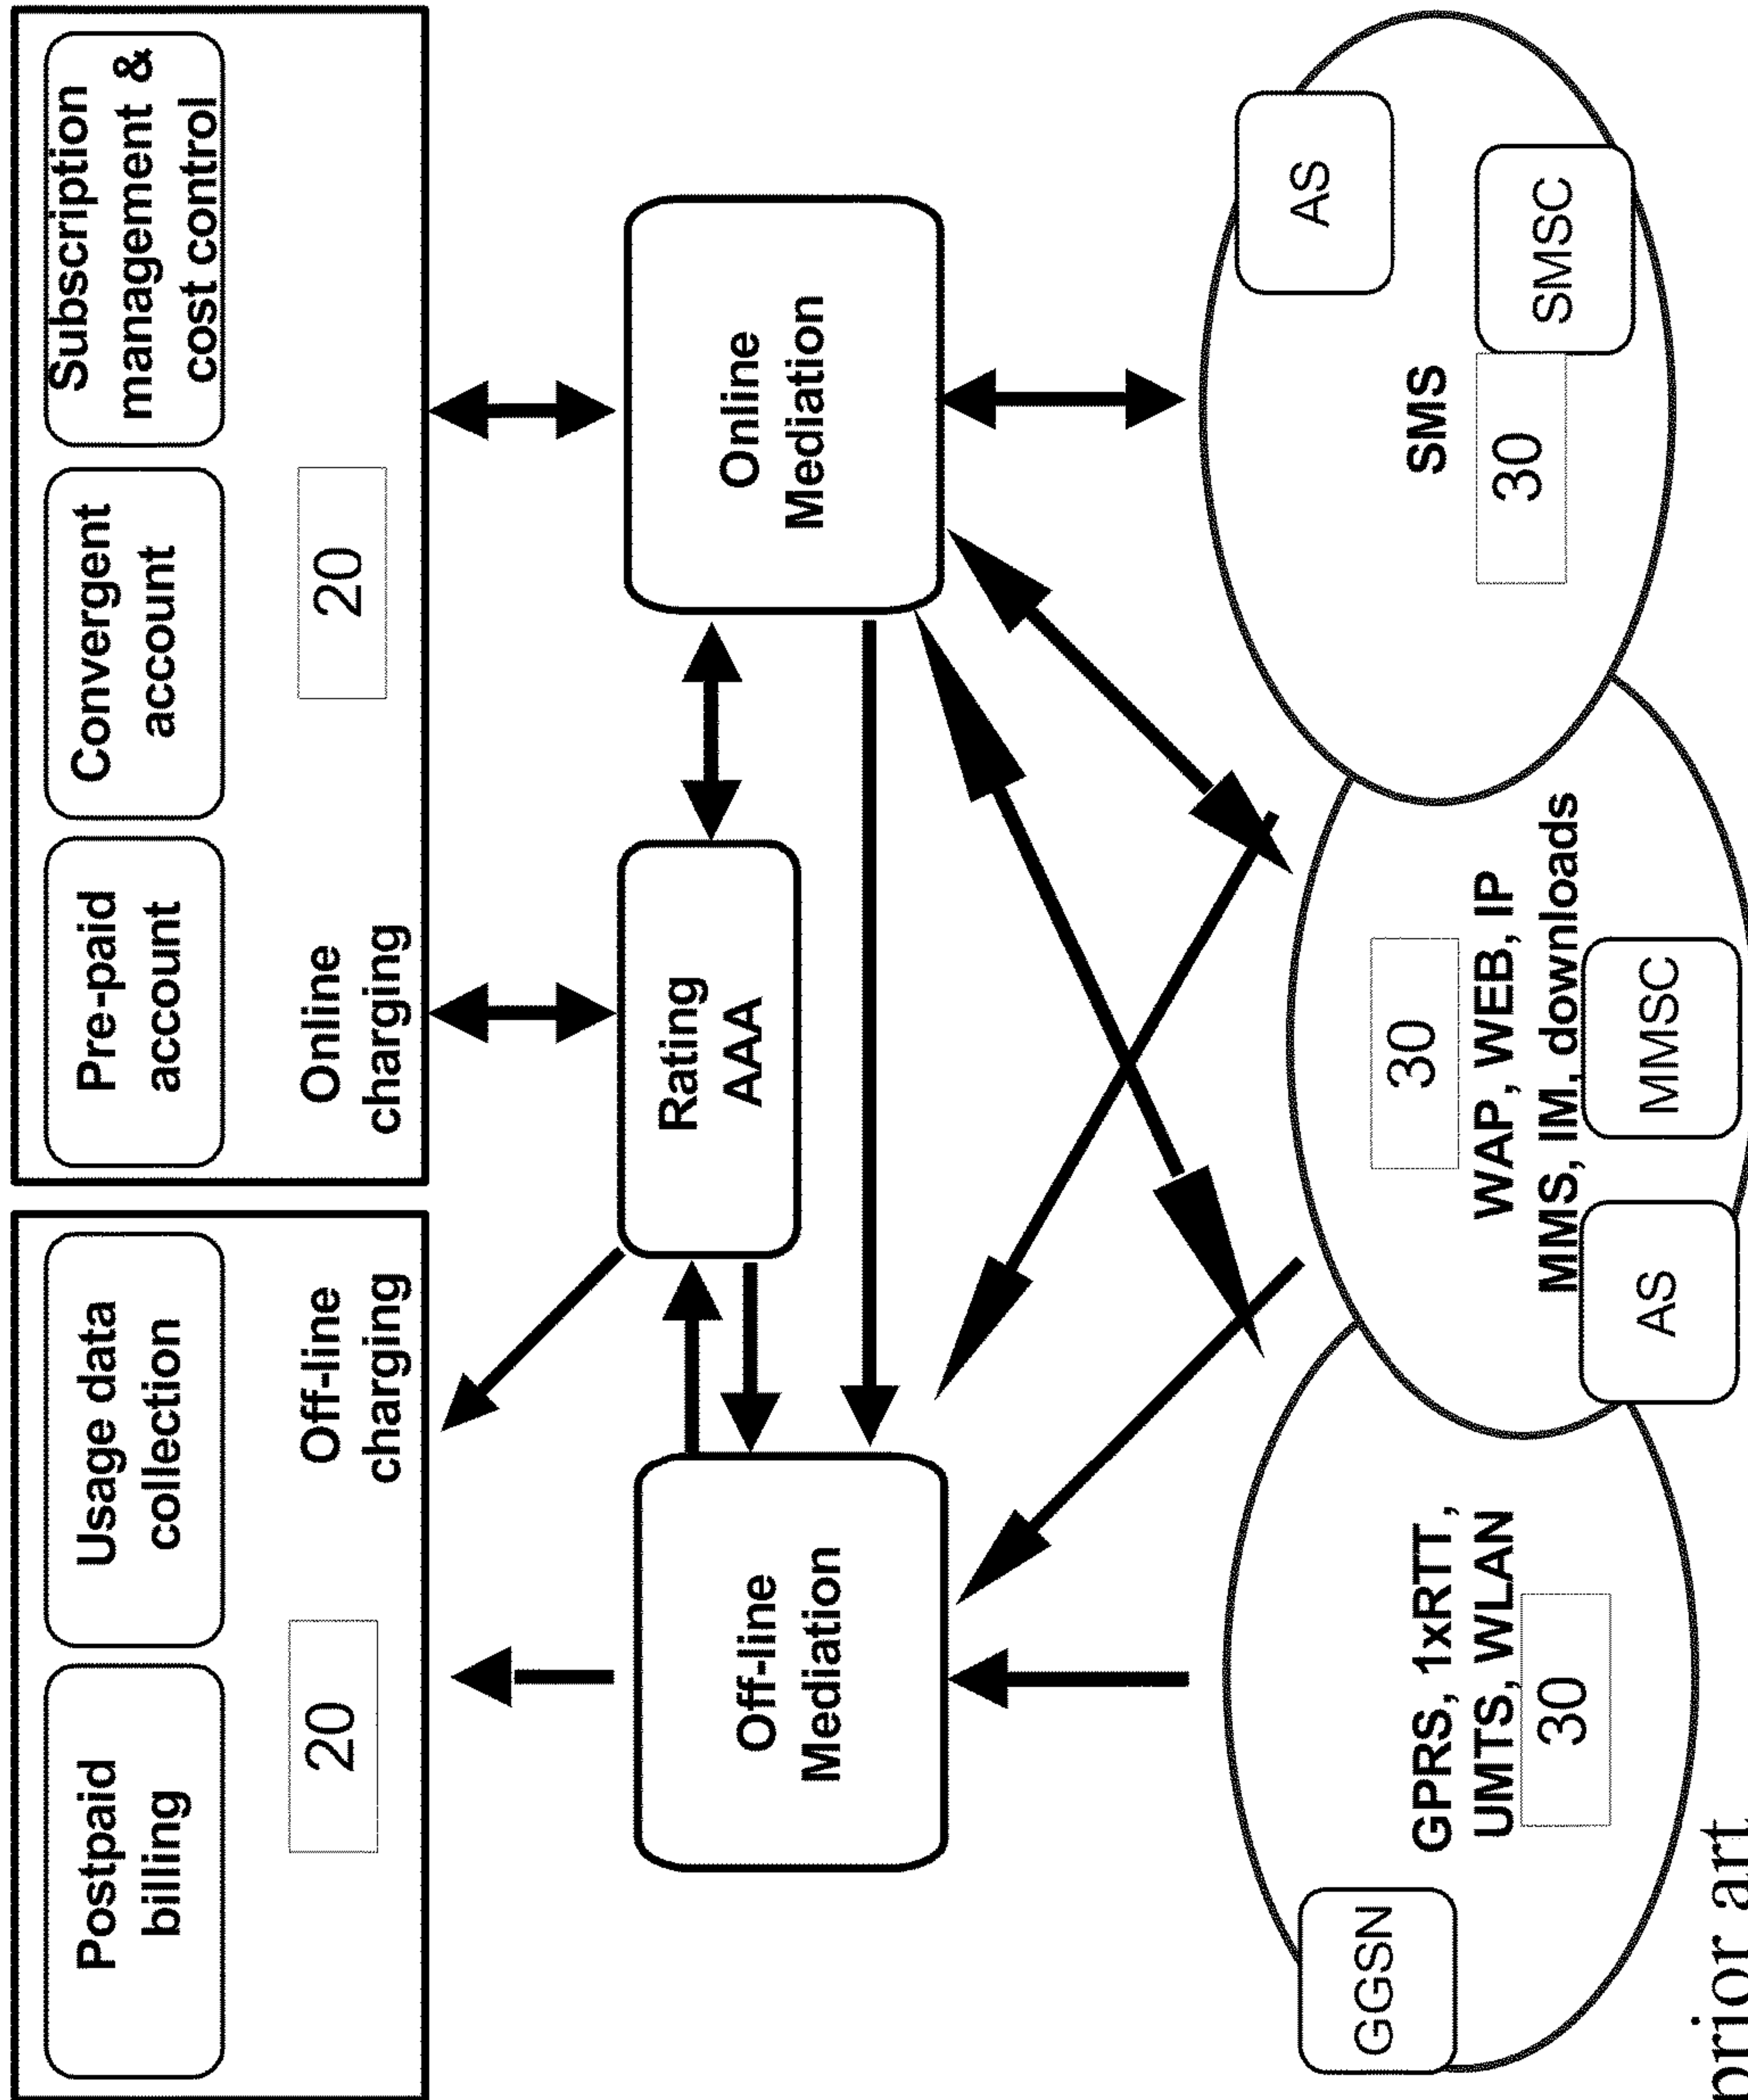 Postpaid
billing
Usage data
collection
20
Off-line
charging
Pre-paid
account
Convergent
account
Subscription
management &
cost control
Online
charging
20
Off-line
Mediation
Rating
AAA
Online
Mediation
GGSN
GPRS, 1xRTT,
UMTS, WLAN
30
30
WAP, WEB, IP
MMS, IM, downloads
AS
MMSC
SMS
30
AS
SMSC
prior art